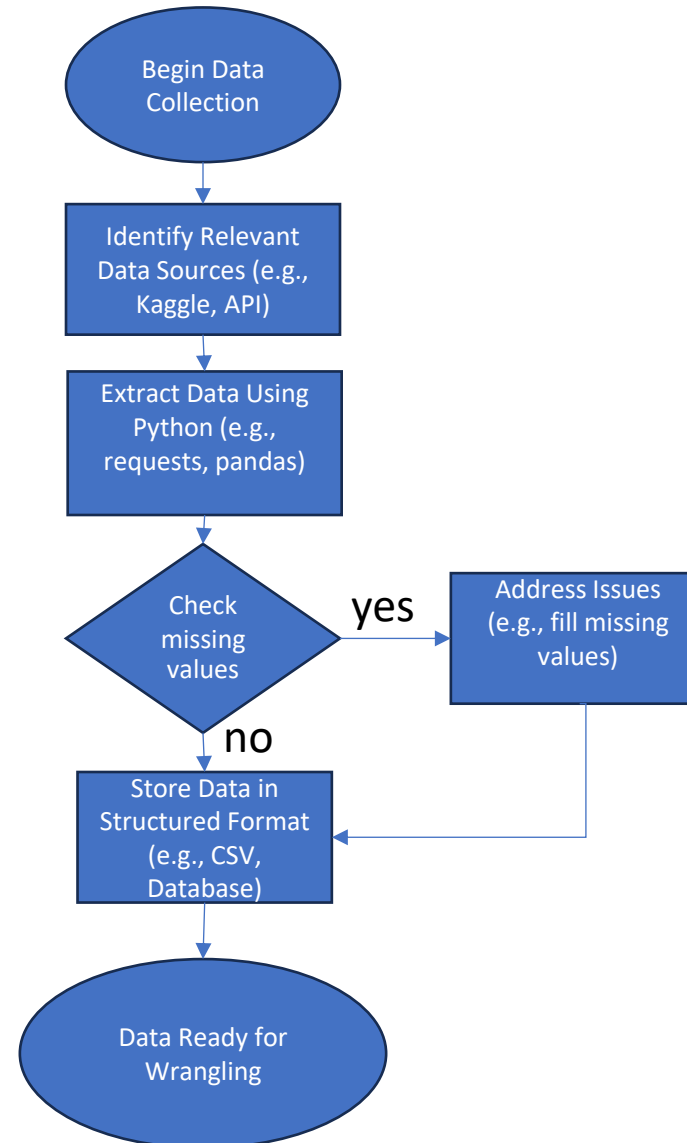 Begin Data
Collection
Identify Relevant
Data Sources (e.g.,
Kaggle, API)
Extract Data Using
Python (e.g.,
requests, pandas)
Check
missing
values
yes
Address Issues
(e.g., fill missing
values)
no
Store Data in
Structured Format
(e.g., CSV,
Database)
Data Ready for
Wrangling